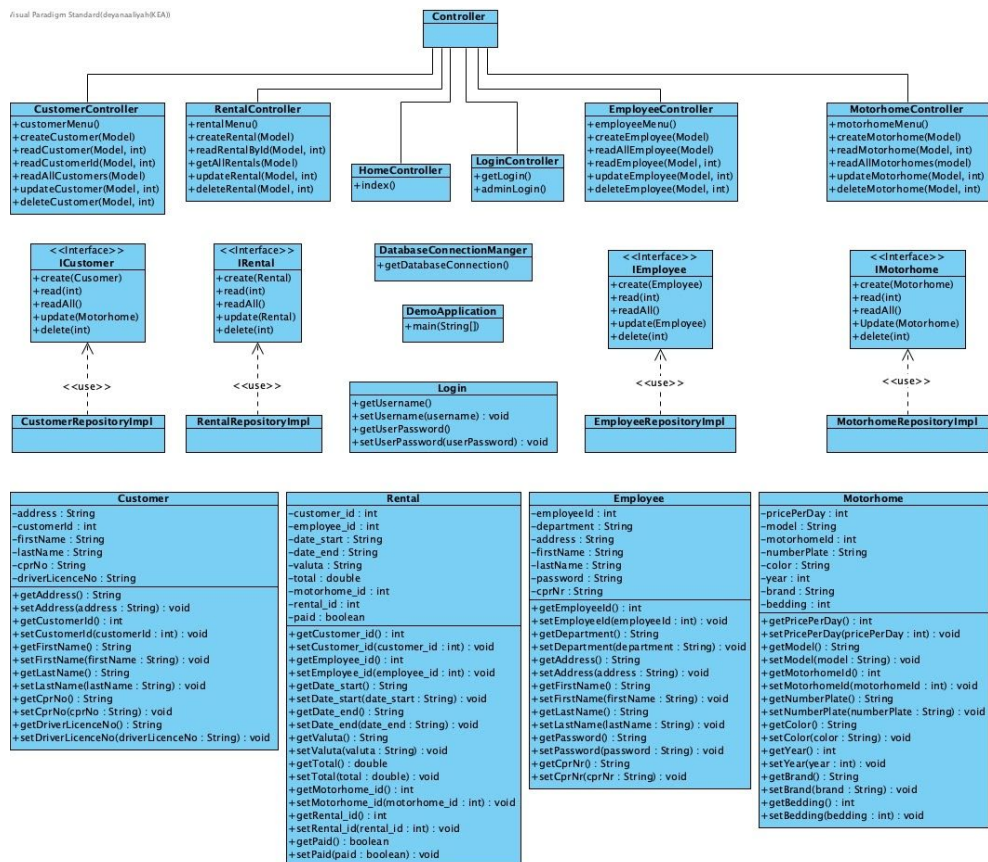 Visual Paradigm Standard(deyanaaliyah(KEA))
Controller
CustomerController
+customerMenu()
+createCustomer(Model)
+readCustomer(Model, int)
+readCustomerId(Model, int)
+readAllCustomers(Model)
+updateCustomer(Model, int)
+deleteCustomer(Model, int)
RentalController
+rentalMenu()
+createRental(Model)
+readRentalById(Model, int)
+getAllRentals(Model)
+updateRental(Model, int)
+deleteRental(Model, int)
HomeController
+index()
LoginController
+getLogin()
+adminLogin()
EmployeeController
+employeeMenu()
+createEmployee(Model)
+readAllEmployee(Model)
+readEmployee(Model, int)
+updateEmployee(Model, int)
+deleteEmployee(Model, int)
MotorhomeController
+motorhomeMenu()
+createMotorhome(Model)
+readMotorhome(Model, int)
+readAllMotorhomes(model)
+updateMotorhome(Model, int)
+deleteMotorhome(Model, int)
<<Interface>>
ICustomer
+create(Cusomer)
+read(int)
+readAll()
+update(Motorhome)
+delete(int)
<<Interface>>
IRental
+create(Rental)
+read(int)
+readAll()
+update(Rental)
+delete(int)
DatabaseConnectionManger
+getDatabaseConnection()
DemoApplication
+main(String[])
<<Interface>>
IEmployee
+create(Employee)
+read(int)
+readAll()
+update(Employee)
+delete(int)
<<Interface>>
IMotorhome
+create(Motorhome)
+read(int)
+readAll()
+Update(Motorhome)
+delete(int)
<<use>>
<<use>>
<<use>>
<<use>>
CustomerRepositoryImpl
RentalRepositoryImpl
Login
+getUsername()
+setUsername(username) : void
+getUserPassword()
+setUserPassword(userPassword) : void
EmployeeRepositoryImpl
MotorhomeRepositoryImpl
Customer
-address : String
-customerId : int
-firstName : String
-lastName : String
-cprNo : String
-driverLicenceNo : String
+getAddress() : String
+setAddress(address : String) : void
+getCustomerId() : int
+setCustomerId(customerId : int) : void
+getFirstName() : String
+setFirstName(firstName : String) : void
+getLastName() : String
+setLastName(lastName : String) : void
+getCprNo() : String
+setCprNo(cprNo : String) : void
+getDriverLicenceNo() : String
+setDriverLicenceNo(driverLicenceNo : String) : void
Rental
-customer_id : int
-employee_id : int
-date_start : String
-date_end : String
-valuta : String
-total : double
-motorhome_id : int
-rental_id : int
-paid : boolean
+getCustomer_id() : int
+setCustomer_id(customer_id : int) : void
+getEmployee_id() : int
+setEmployee_id(employee_id : int) : void
+getDate_start() : String
+setDate_start(date_start : String) : void
+getDate_end() : String
+setDate_end(date_end : String) : void
+getValuta() : String
+setValuta(valuta : String) : void
+getTotal() : double
+setTotal(total : double) : void
+getMotorhome_id() : int
+setMotorhome_id(motorhome_id : int) : void
+getRental_id() : int
+setRental_id(rental_id : int) : void
+getPaid() : boolean
+setPaid(paid : boolean) : void
Employee
-employeeId : int
-department : String
-address : String
-firstName : String
-lastName : String
-password : String
-cprNr : String
+getEmployeeId() : int
+setEmployeeId(employeeId : int) : void
+getDepartment() : String
+setDepartment(department : String) : void
+getAddress() : String
+setAddress(address : String) : void
+getFirstName() : String
+setFirstName(firstName : String) : void
+getLastName() : String
+setLastName(lastName : String) : void
+getPassword() : String
+setPassword(password : String) : void
+getCprNr() : String
+setCprNr(cprNr : String) : void
Motorhome
-pricePerDay : int
-model : String
-motorhomeId : int
-numberPlate : String
-color : String
-year : int
-brand : String
-bedding : int
+getPricePerDay() : int
+setPricePerDay(pricePerDay : int) : void
+getModel() : String
+setModel(model : String) : void
+getMotorhomeId() : int
+setMotorhomeId(motorhomeId : int) : void
+getNumberPlate() : String
+setNumberPlate(numberPlate : String) : void
+getColor() : String
+setColor(color : String) : void
+getYear() : int
+setYear(year : int) : void
+getBrand() : String
+setBrand(brand : String) : void
+getBedding() : int
+setBedding(bedding : int) : void